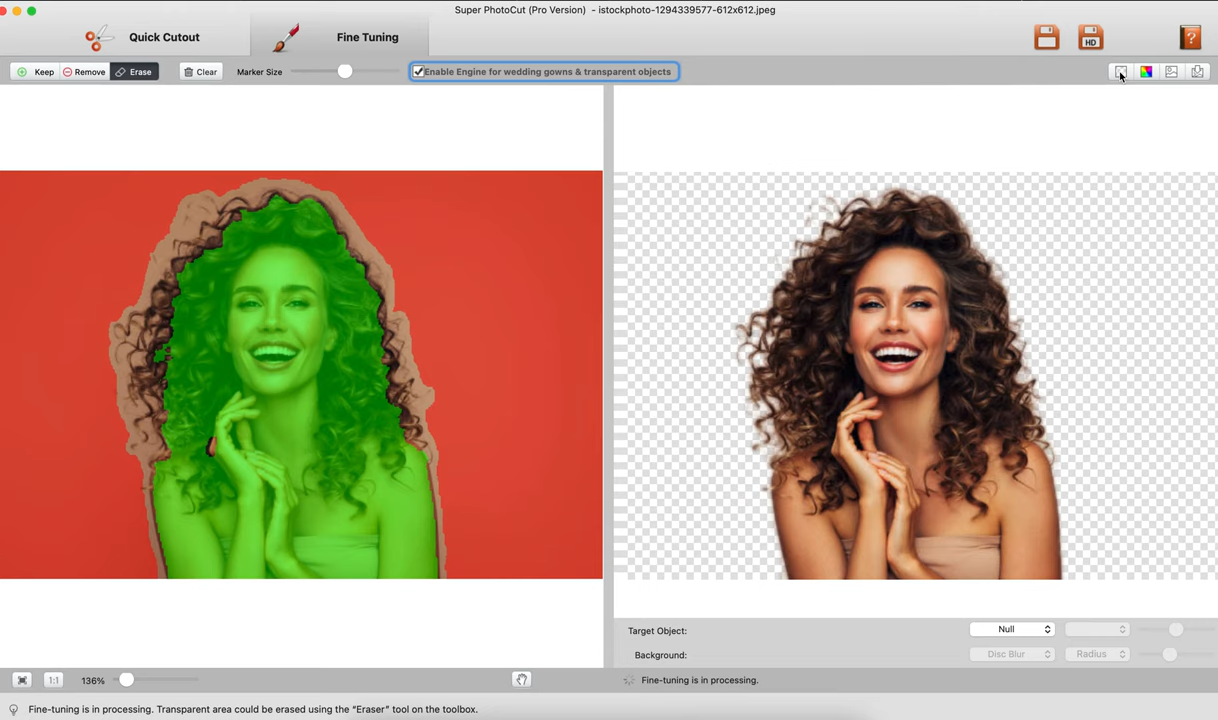 Super PhotoCut (Pro Version) - istockphoto-1294339577-612x612.jpeg
Quick Cutout
Fine Tuning
HD
?
Keep
Remove
Erase
Clear
Marker Size
Enable Engine for wedding gowns & transparent objects
Target Object:
Null
Background:
Disc Blur
Radius
1:1
136%
Fine-tuning is in processing.
Fine-tuning is in processing. Transparent area could be erased using the “Eraser” tool on the toolbox.